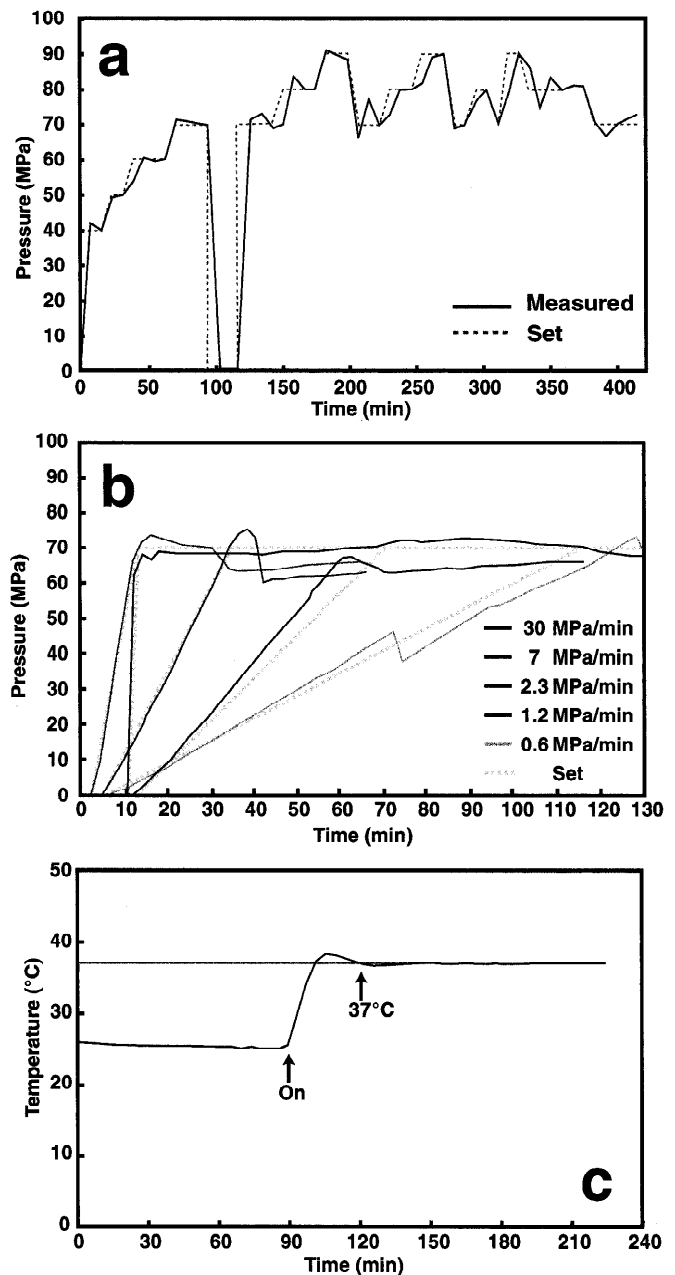 a
100
90
80
70
60
50
40
30
20
10
0
Pressure (MPa)
Measured
Set
0 50 100 150 200 250 300 350 400
Time (min)
b
100
90
80
70
60
50
40
30
20
10
0
Pressure (MPa)
30 MPa/min
7 MPa/min
2.3 MPa/min
1.2 MPa/min
0.6 MPa/min
Set
0 10 20 30 40 50 60 70 80 90 100 110 120 130
Time (min)
50
40
30
20
10
0
Temperature (°C)
37°C
On
c
0 30 60 90 120 150 180 210 240
Time (min)